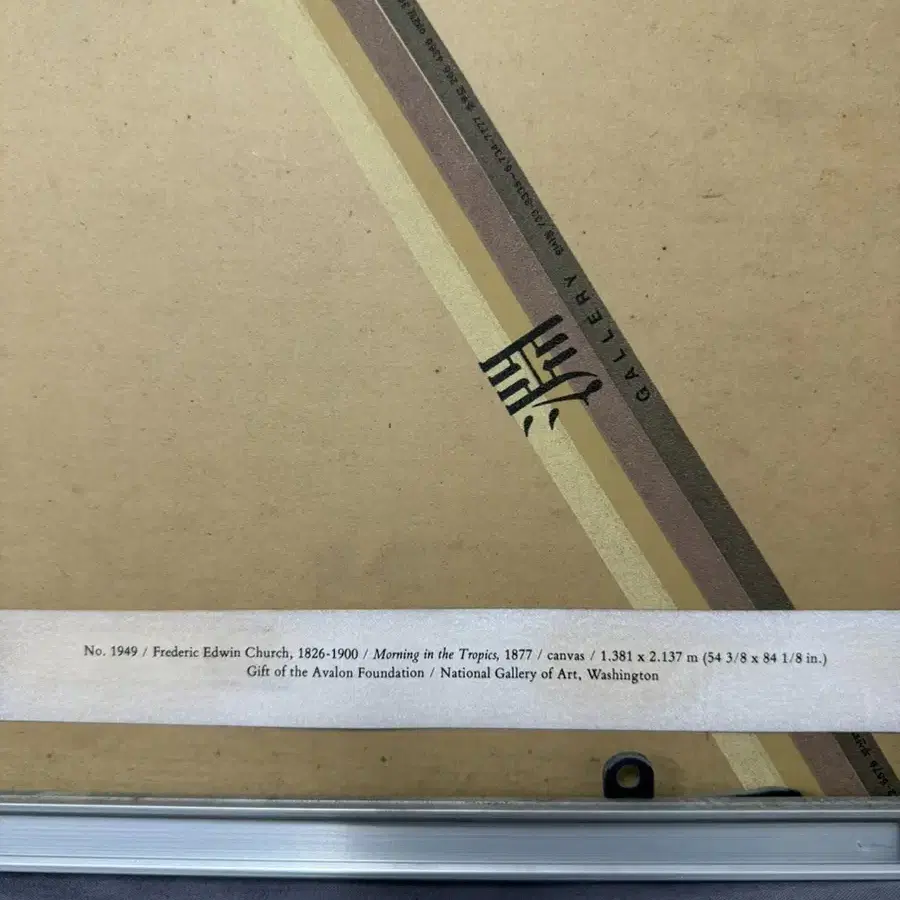 GALLERY
No. 1949 / Frederic Edwin Church, 1826-1900 / Morning in the Tropics, 1877 / canvas / 1.381 x 2.137 m (54 3/8 x 84 1/8 in.)
Gift of the Avalon Foundation / National Gallery of Art, Washington